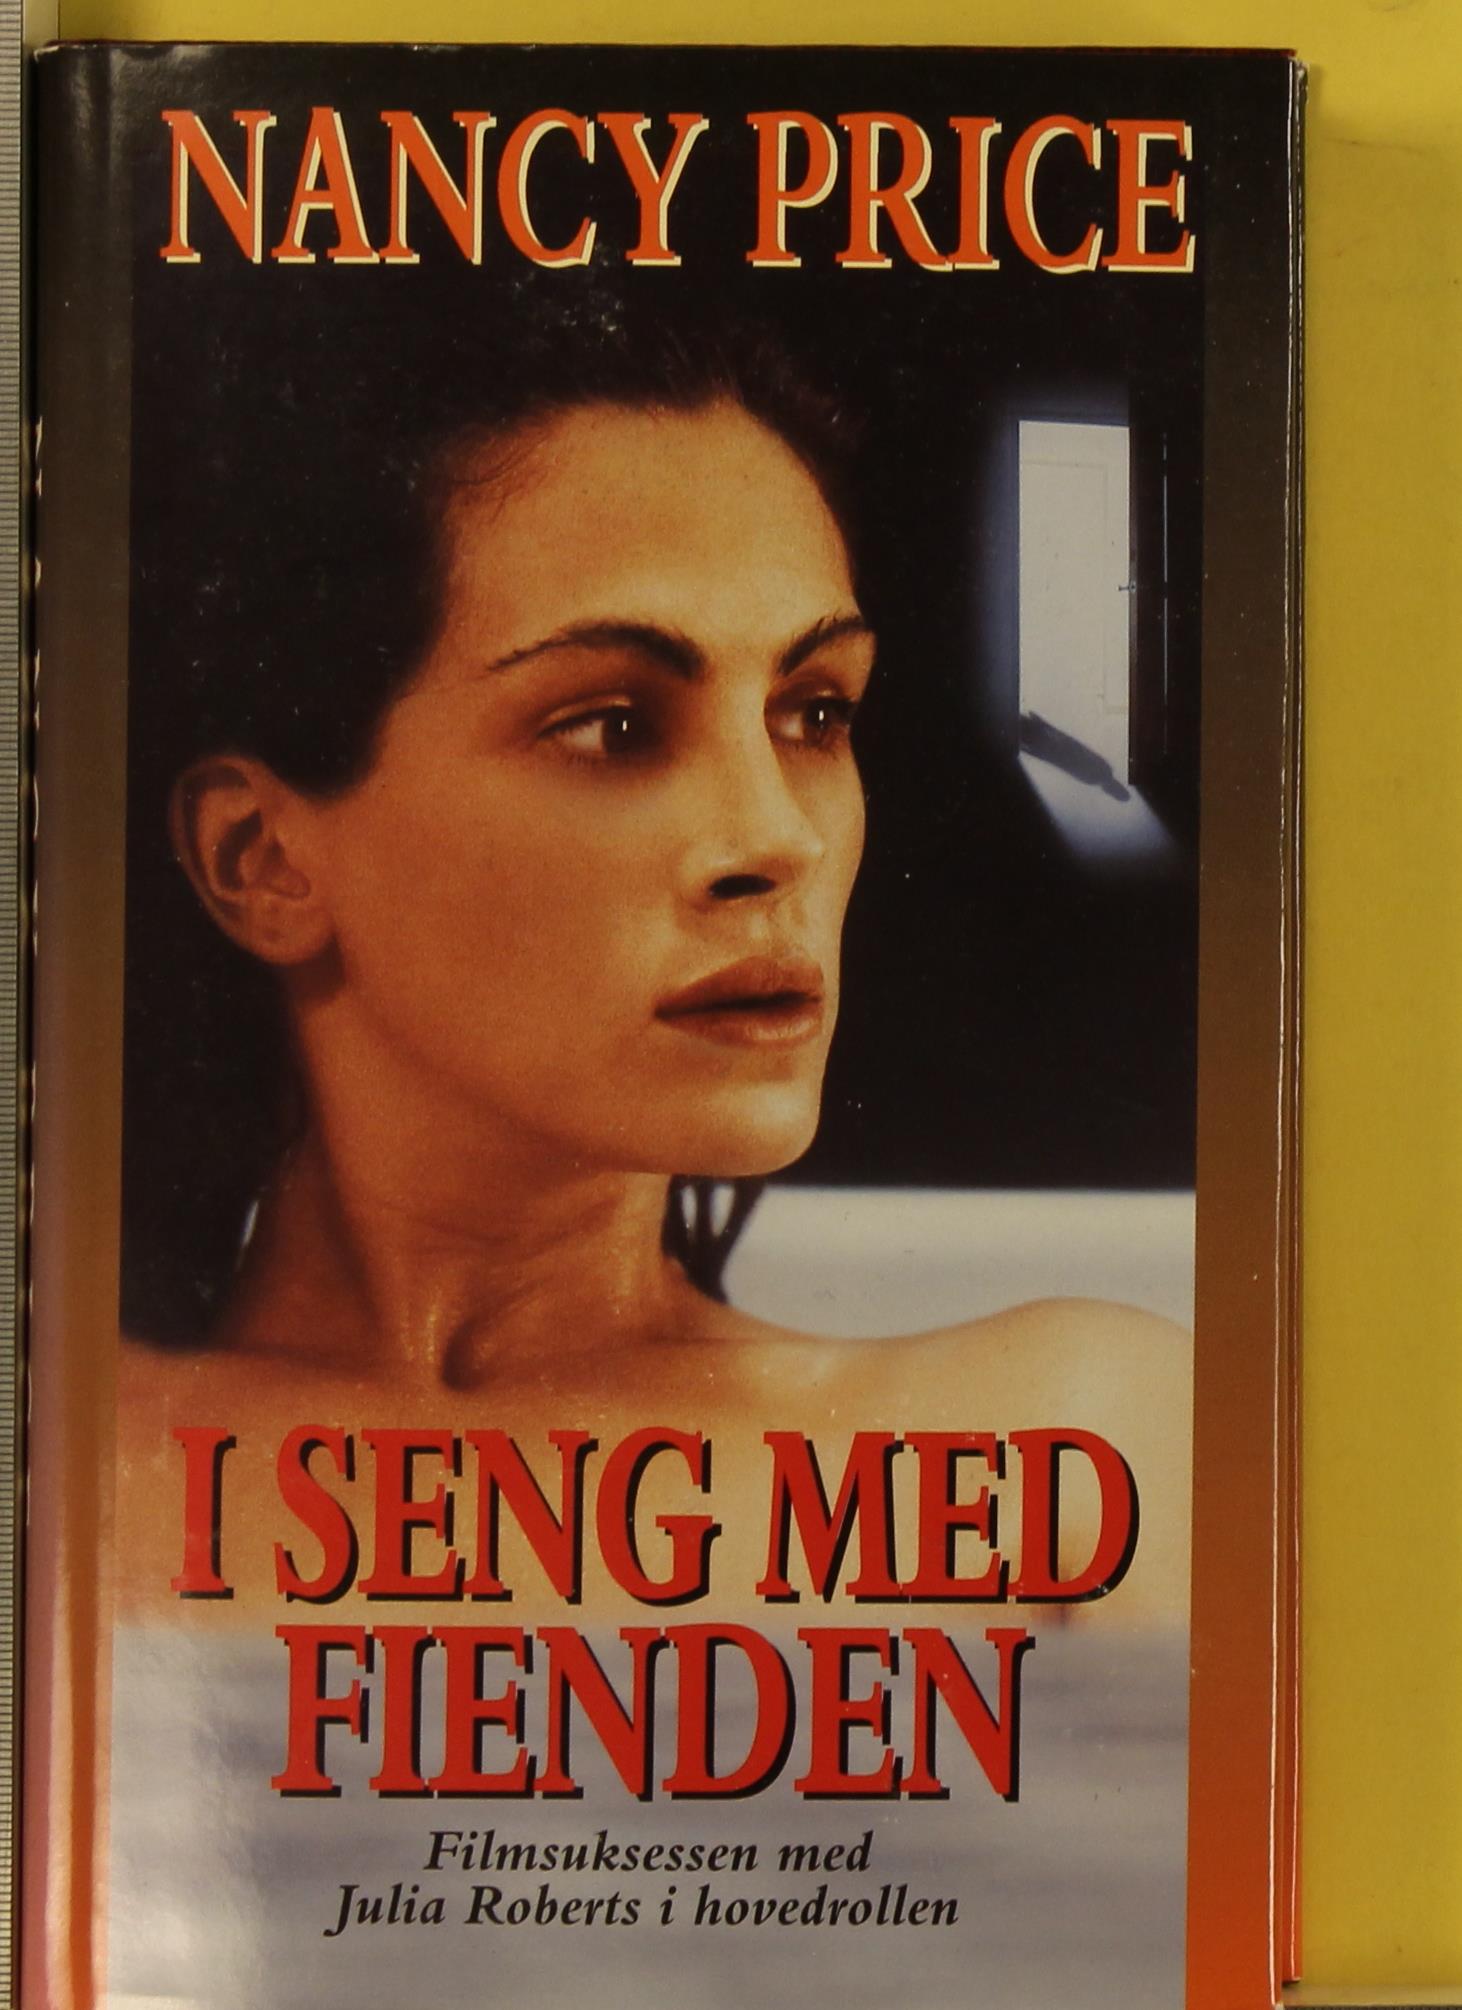 NANCY PRICE
I SENG MED
FIENDEN
Filmsuksessen med
Julia Roberts i hovedrollen